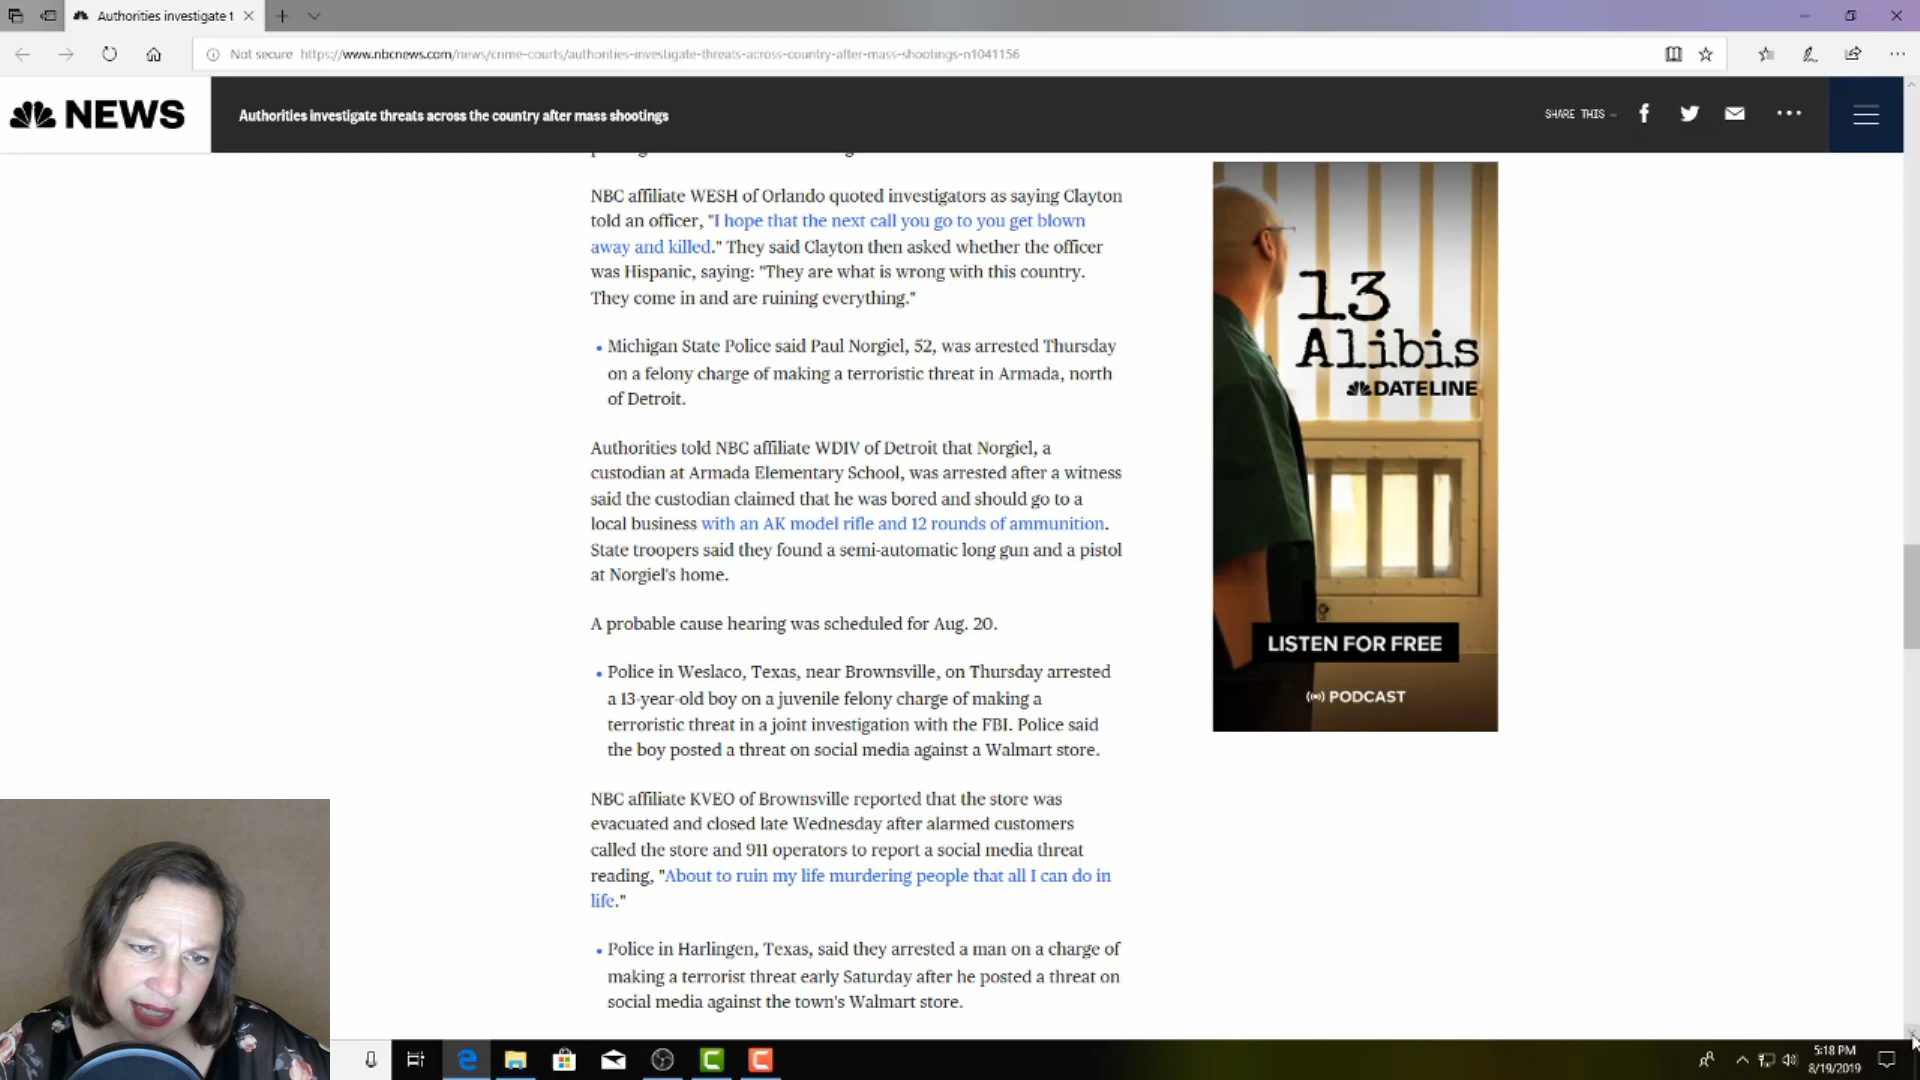 Authorities investigate t
Not secure https://www.nbcnews.com/news/crime-courts/authorities-investigate-threats-across-country-after-mass-shootings-n1041156
NEWS
Authorities investigate threats across the country after mass shootings
SHARE THIS –
NBC affiliate WESH of Orlando quoted investigators as saying Clayton
told an officer, "I hope that the next call you go to you get blown
away and killed." They said Clayton then asked whether the officer
was Hispanic, saying: "They are what is wrong with this country.
They come in and are ruining everything."
• Michigan State Police said Paul Norgiel, 52, was arrested Thursday
on a felony charge of making a terroristic threat in Armada, north
of Detroit.
Authorities told NBC affiliate WDIV of Detroit that Norgiel, a
custodian at Armada Elementary School, was arrested after a witness
said the custodian claimed that he was bored and should go to a
local business with an AK model rifle and 12 rounds of ammunition.
State troopers said they found a semi-automatic long gun and a pistol
at Norgiel's home.
A probable cause hearing was scheduled for Aug. 20.
• Police in Weslaco, Texas, near Brownsville, on Thursday arrested
a 13-year-old boy on a juvenile felony charge of making a
terroristic threat in a joint investigation with the FBI. Police said
the boy posted a threat on social media against a Walmart store.
NBC affiliate KVEO of Brownsville reported that the store was
evacuated and closed late Wednesday after alarmed customers
called the store and 911 operators to report a social media threat
reading, "About to ruin my life murdering people that all I can do in
life."
• Police in Harlingen, Texas, said they arrested a man on a charge of
making a terrorist threat early Saturday after he posted a threat on
social media against the town's Walmart store.
13
Alibis
DATELINE
LISTEN FOR FREE
PODCAST
5:18 PM
8/19/2019